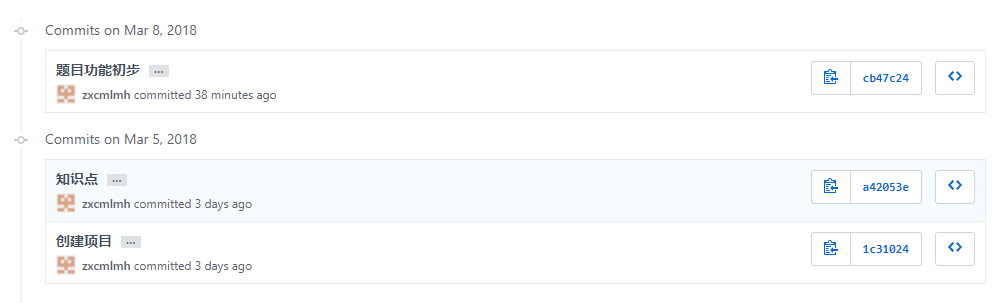 Commits on Mar 8, 2018
题目功能初步 …
zxcmlmh committed 38 minutes ago
cb47c24
Commits on Mar 5, 2018
知识点 …
zxcmlmh committed 3 days ago
a42053e
创建项目 …
zxcmlmh committed 3 days ago
1c31024